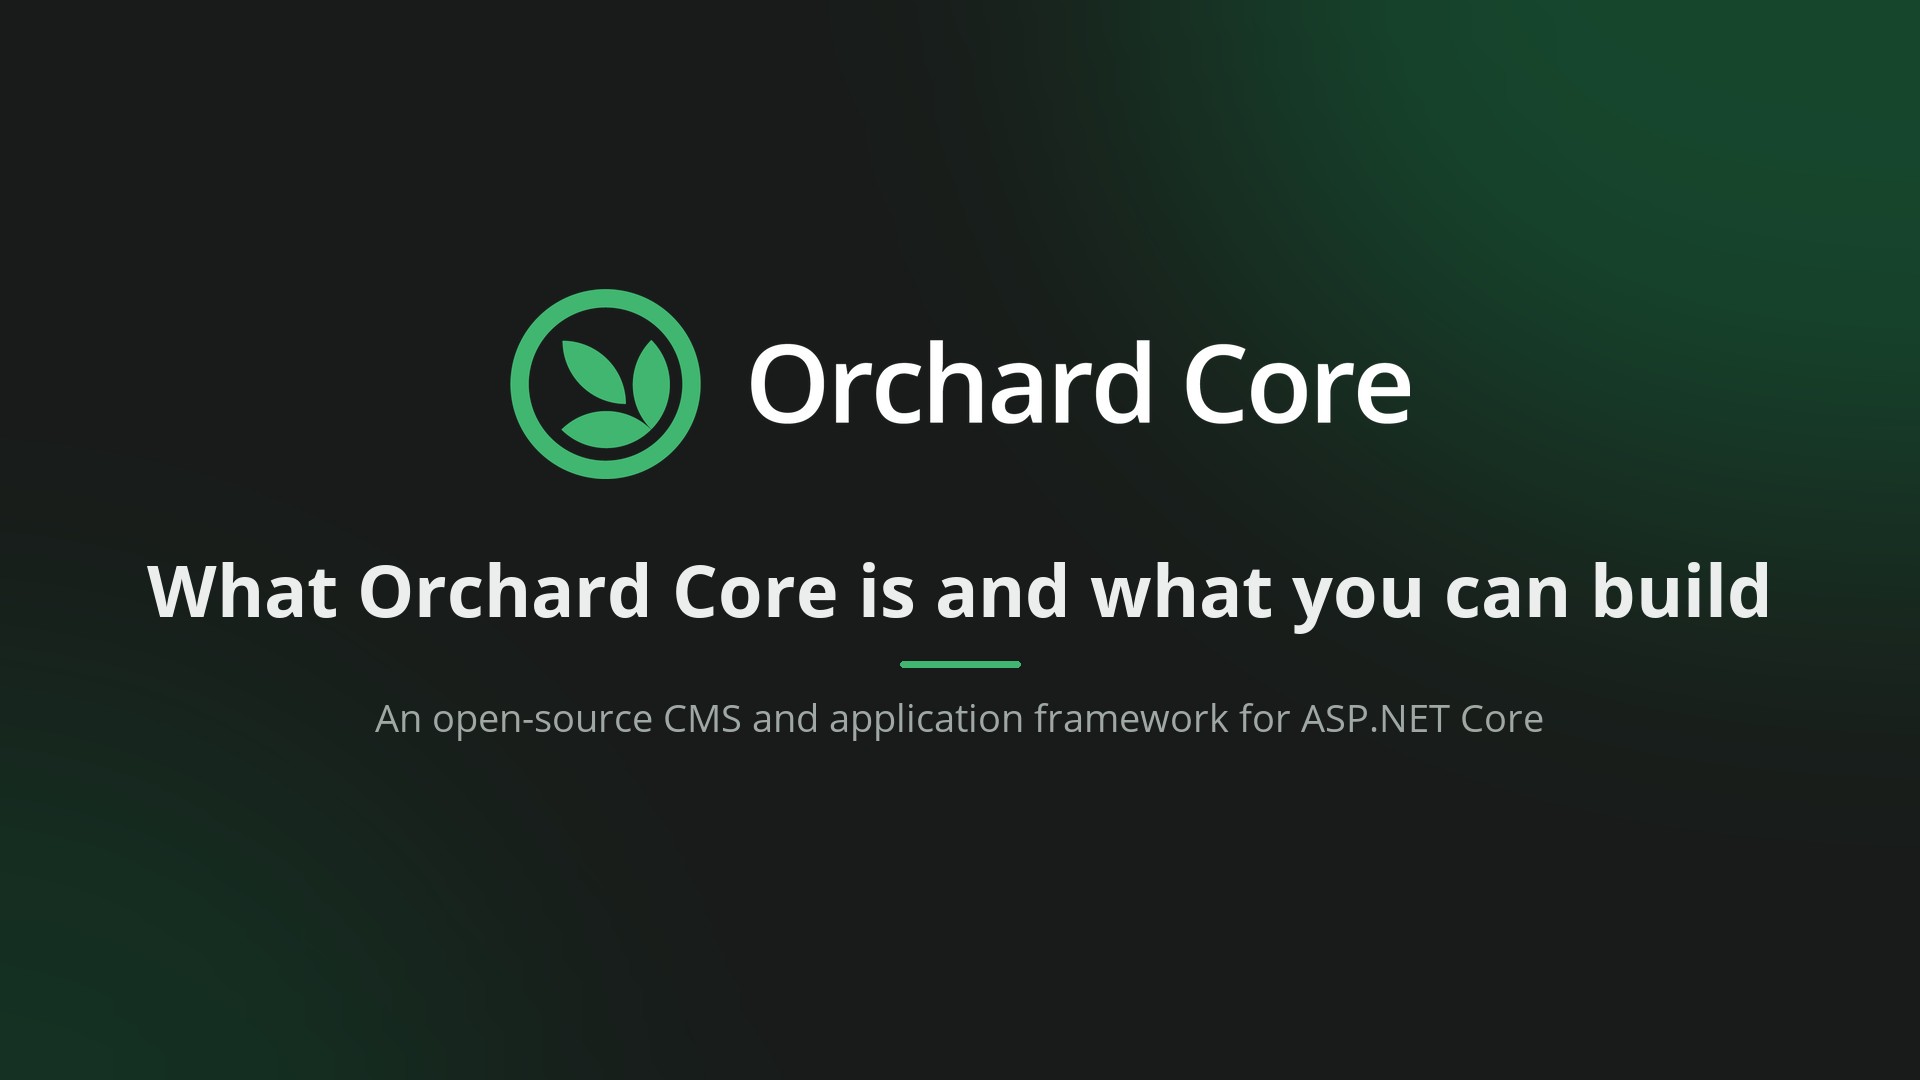 Orchard Core
What Orchard Core is and what you can build
An open-source CMS and application framework for ASP.NET Core